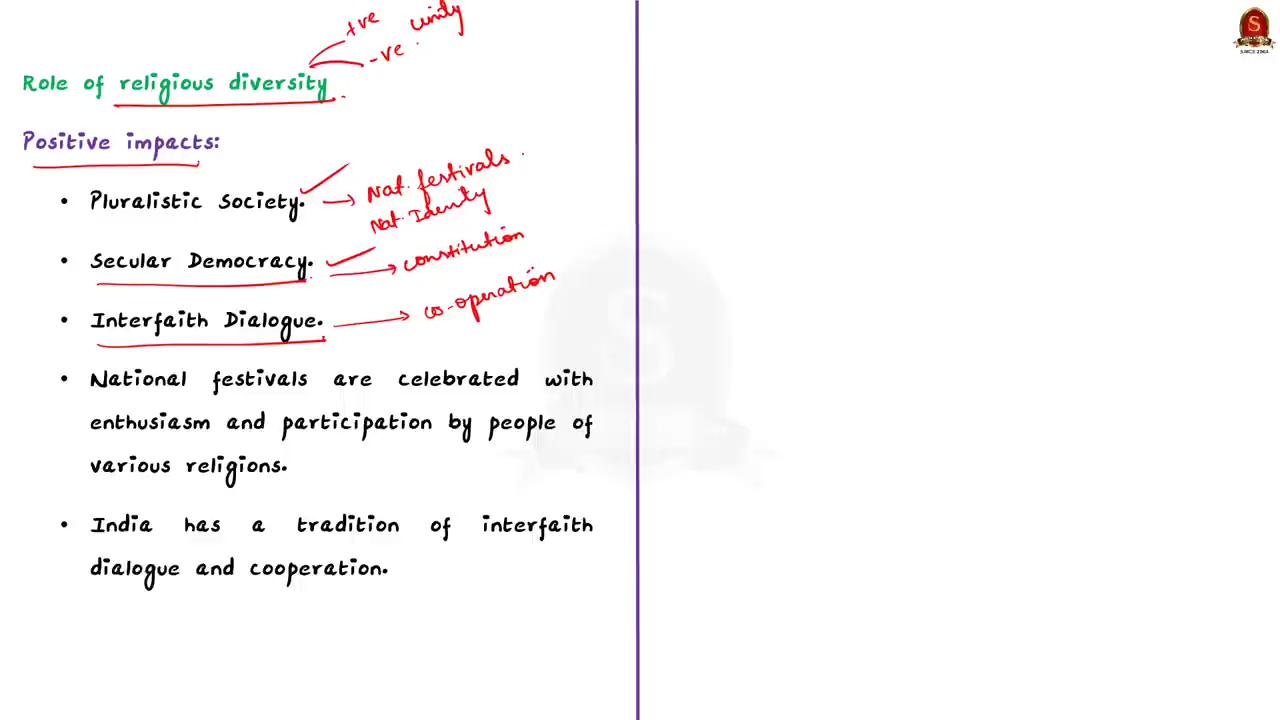 +ve unity
-ve
Role of religious diversity
Positive impacts:
• Pluralistic Society. → Nat. festivals
Nat. Identity
• Secular Democracy. → constitution
• Interfaith Dialogue. → co-operation
• National festivals are celebrated with
enthusiasm and participation by people of
various religions.
• India has a tradition of interfaith
dialogue and cooperation.
S
SINCE 2004
S